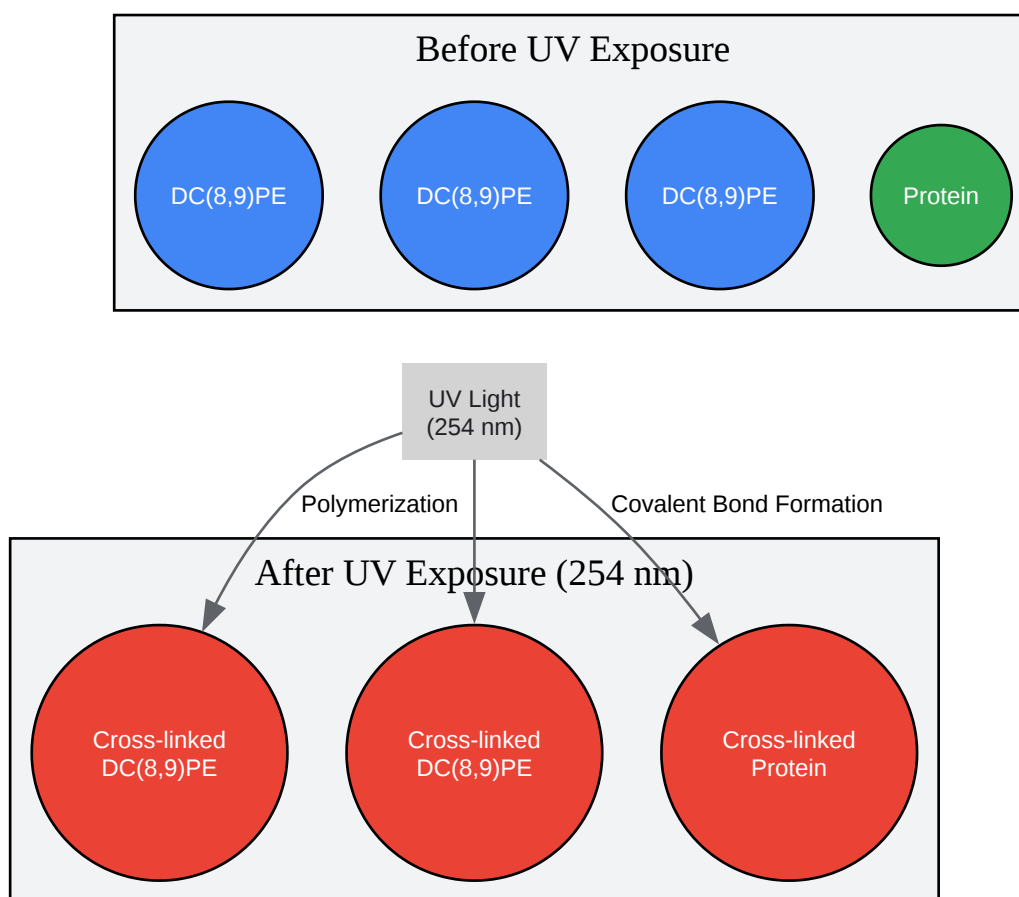 Before UV Exposure
DC(8,9)PE
DC(8,9)PE
DC(8,9)PE
Protein
UV Light
(254 nm)
Polymerization
Covalent Bond Formation
After UV Exposure (254 nm)
Cross-linked
DC(8,9)PE
Cross-linked
DC(8,9)PE
Cross-linked
Protein